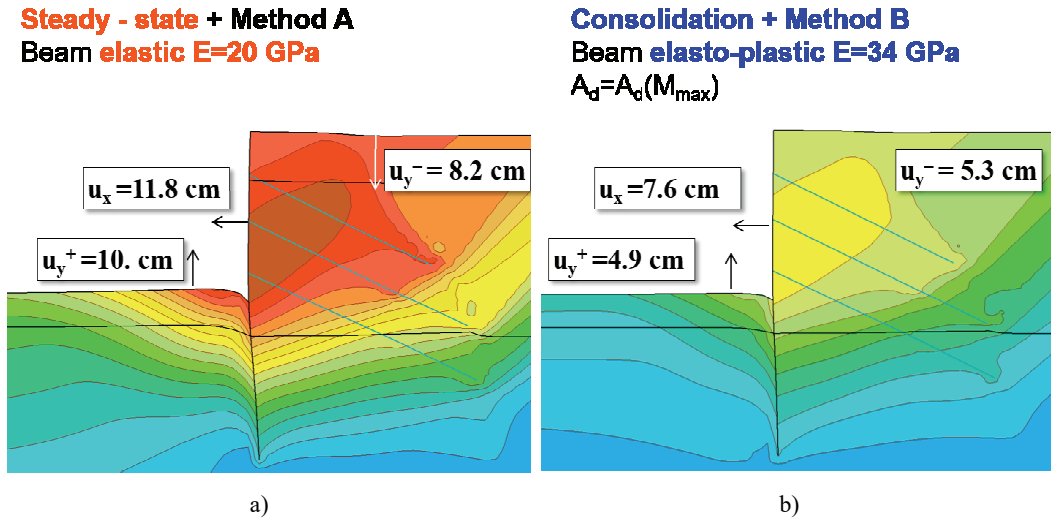 Steady - state + Method A
Beam elastic E=20 GPa
uₓ =11.8 cm
u_y⁻= 8.2 cm
u_y⁺ =10. cm
a)
Consolidation + Method B
Beam elasto-plastic E=34 GPa
A_d=A_d(M_max)
uₓ =7.6 cm
u_y⁻= 5.3 cm
u_y⁺ =4.9 cm
b)